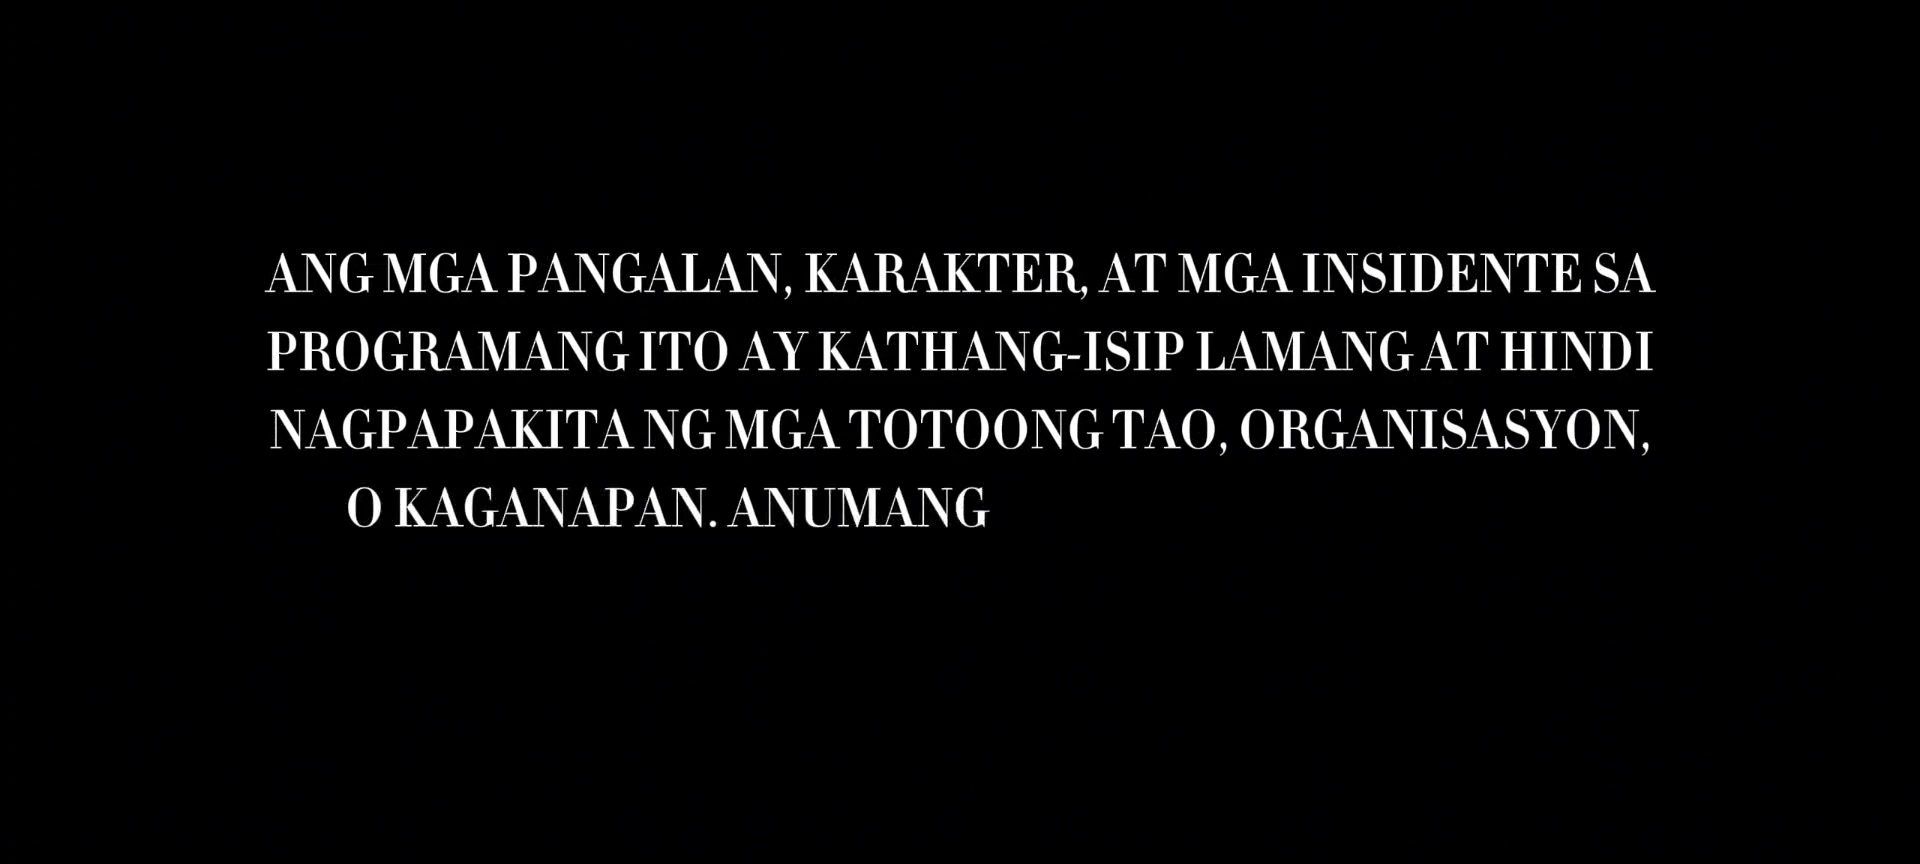 ANG MGA PANGALAN, KARAKTER, AT MGA INSIDENTE SA
PROGRAMANG ITO AY KATHANG-ISIP LAMANG AT HINDI
NAGPAPAKITA NG MGA TOTOONG TAO, ORGANISASYON,
O KAGANAPAN. ANUMANG